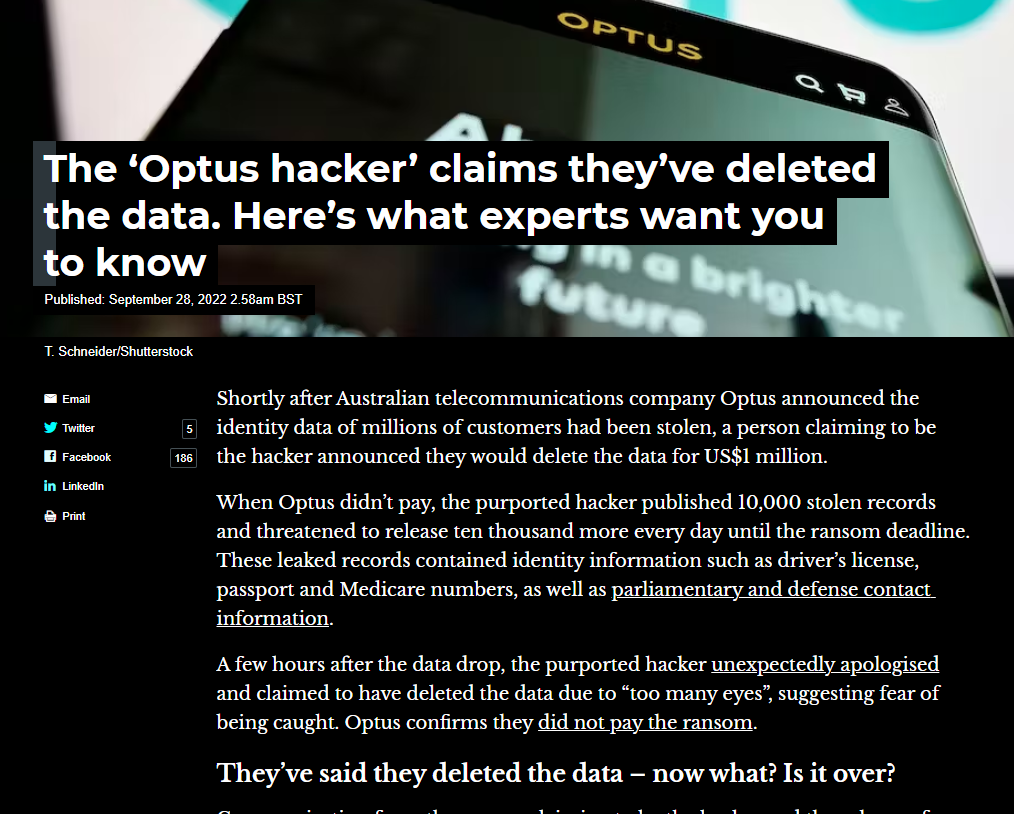 OPTUS
The ‘Optus hacker’ claims they’ve deleted
the data. Here’s what experts want you
to know
in a brighter
future
Published: September 28, 2022 2.58am BST
T. Schneider/Shutterstock
Email
Twitter 5
Facebook 186
LinkedIn
Print
Shortly after Australian telecommunications company Optus announced the
identity data of millions of customers had been stolen, a person claiming to be
the hacker announced they would delete the data for US$1 million.
When Optus didn’t pay, the purported hacker published 10,000 stolen records
and threatened to release ten thousand more every day until the ransom deadline.
These leaked records contained identity information such as driver’s license,
passport and Medicare numbers, as well as parliamentary and defense contact
information.
A few hours after the data drop, the purported hacker unexpectedly apologised
and claimed to have deleted the data due to “too many eyes”, suggesting fear of
being caught. Optus confirms they did not pay the ransom.
They’ve said they deleted the data – now what? Is it over?